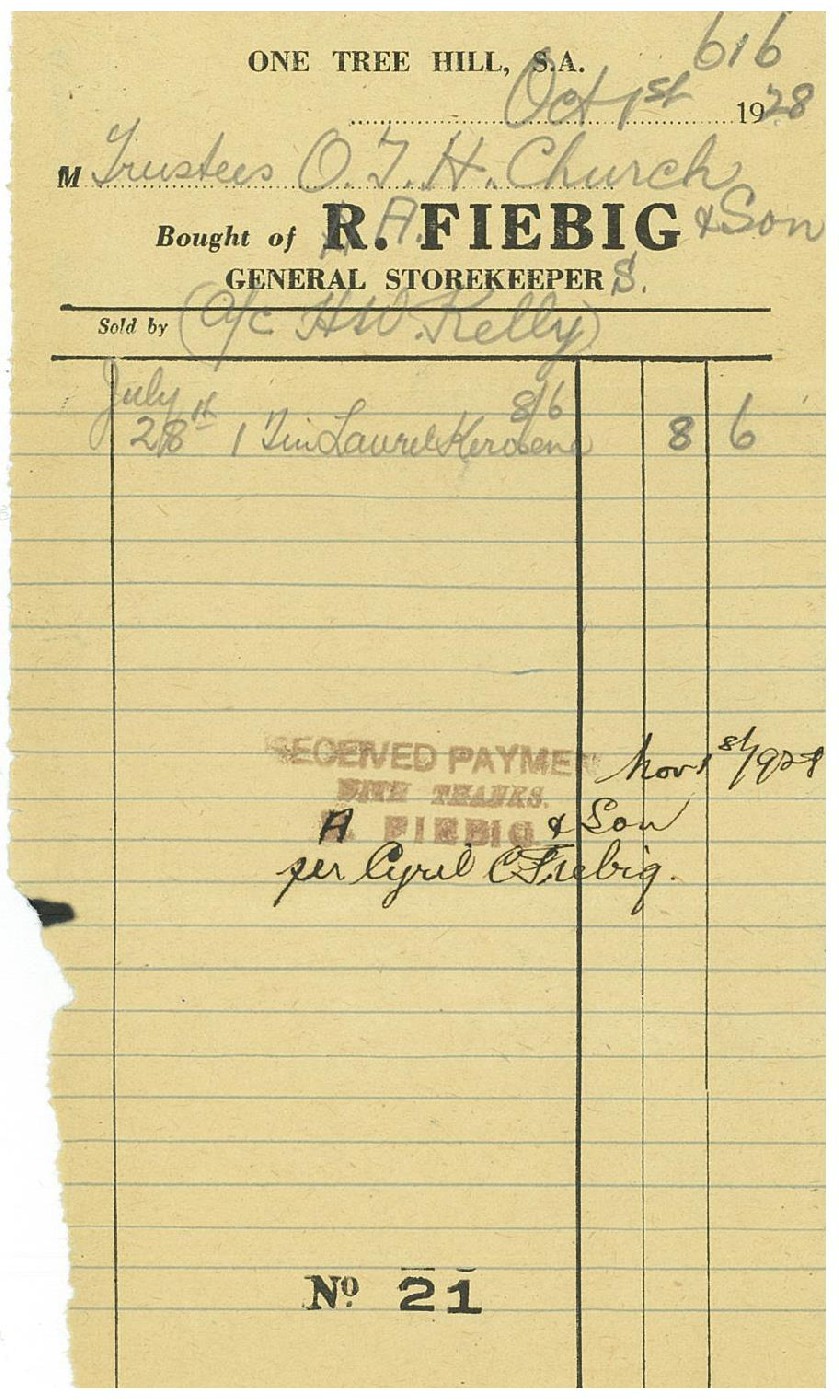 616
ONE TREE HILL, S.A.
Oct 1st 1928
M Trustees O.T.H. Church
Bought of R. A. FIEBIG & Son
GENERAL STOREKEEPERS.
Sold by (A/c H.W. Kelly)
July
28th 1 Tin Laurel Kerosene 8/6 8 6
RECEIVED PAYMEN Nov 1st/1928
WITH THANKS.
A FIEBIG & Son
per Cyril C Fiebig.
No. 21